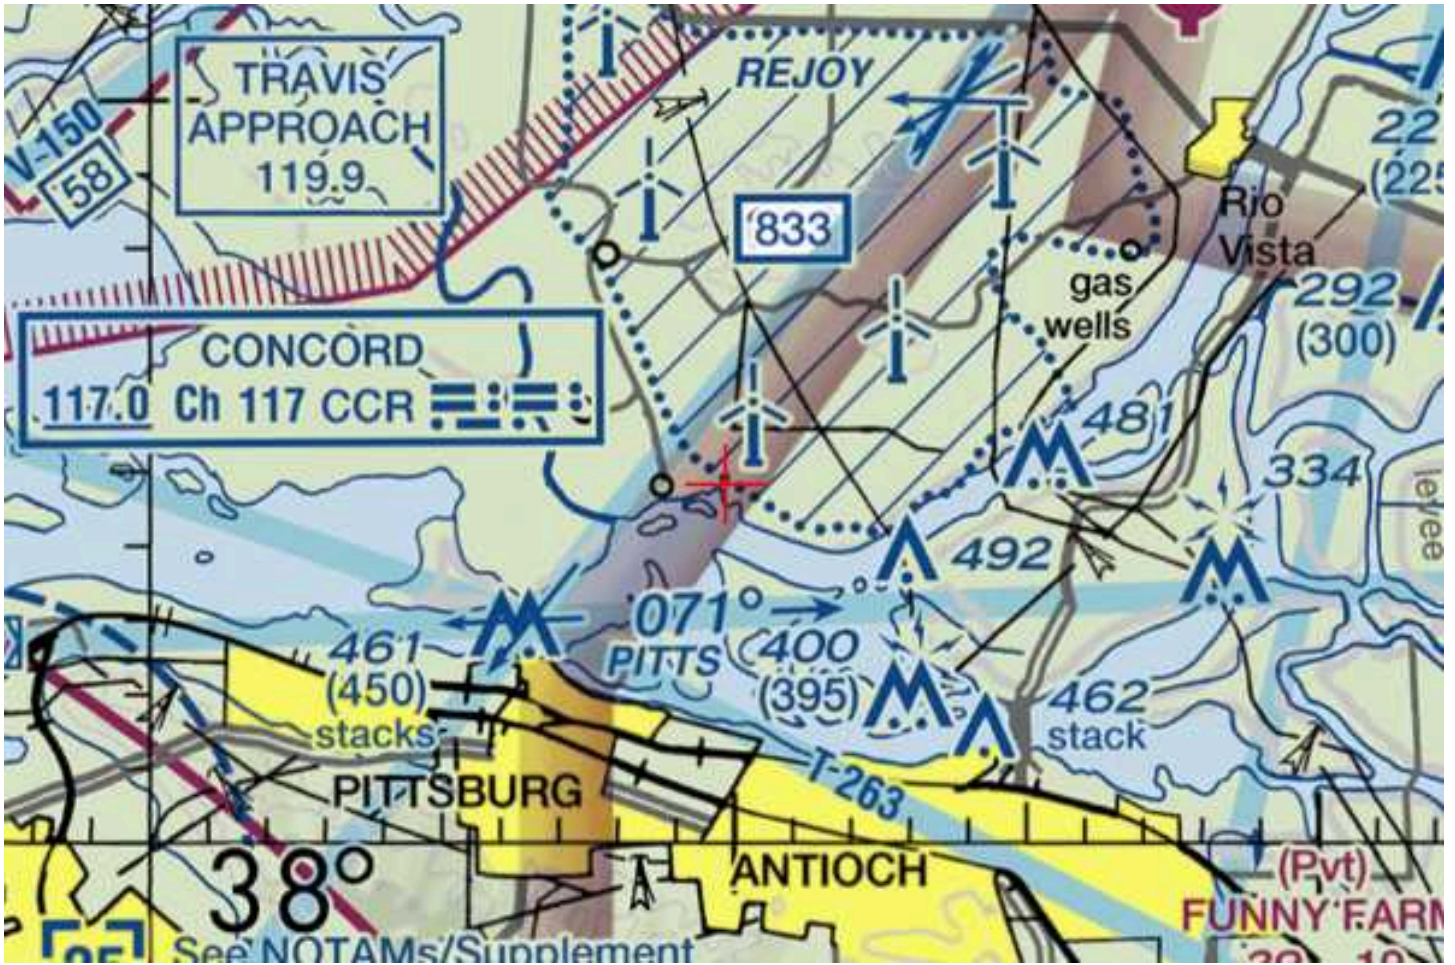 TRAVIS
APPROACH
119.9
V-150
58
REJOY
833
Rio
Vista
22
(225
gas
wells
292
(300)
CONCORD
117.0 Ch 117 CCR
481
334
levee
492
071°
PITTS
461
(450)
stacks
400
(395)
462
stack
PITTSBURG
T-263
38°
ANTIOCH
(Pvt)
FUNNY FARM
See NOTAMs/Supplement